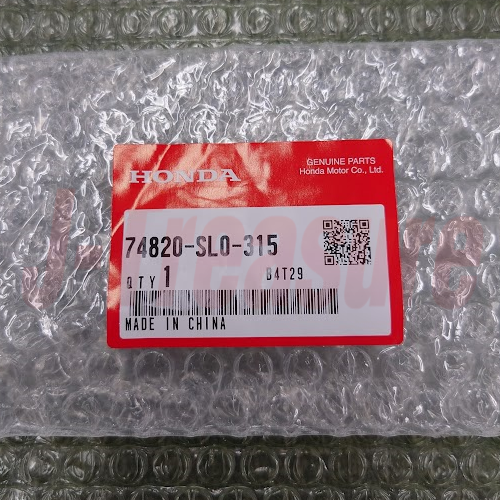 HONDA
GENUINE PARTS
Honda Motor Co., Ltd.
74820-SL0-315
QTY 1
B4T29
MADE IN CHINA